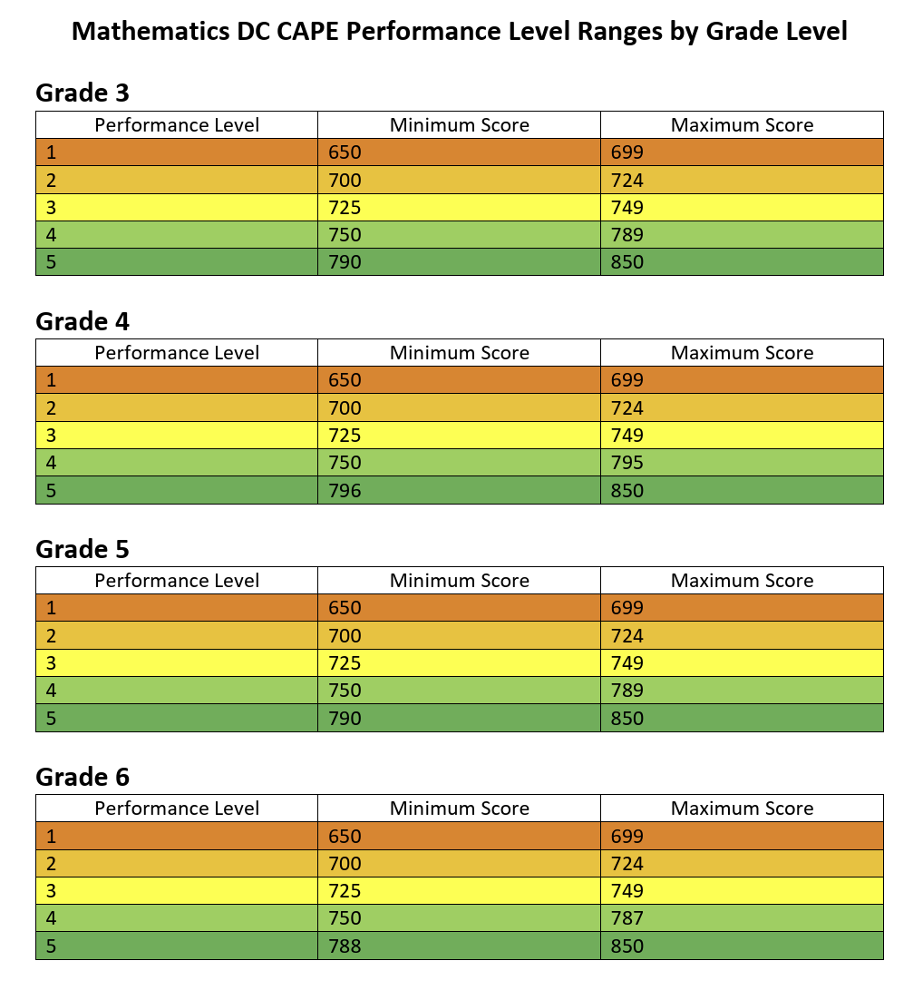 Mathematics DC CAPE Performance Level Ranges by Grade Level
Grade 3
Performance Level Minimum Score Maximum Score
1 650 699
2 700 724
3 725 749
4 750 789
5 790 850
Grade 4
Performance Level Minimum Score Maximum Score
1 650 699
2 700 724
3 725 749
4 750 795
5 796 850
Grade 5
Performance Level Minimum Score Maximum Score
1 650 699
2 700 724
3 725 749
4 750 789
5 790 850
Grade 6
Performance Level Minimum Score Maximum Score
1 650 699
2 700 724
3 725 749
4 750 787
5 788 850